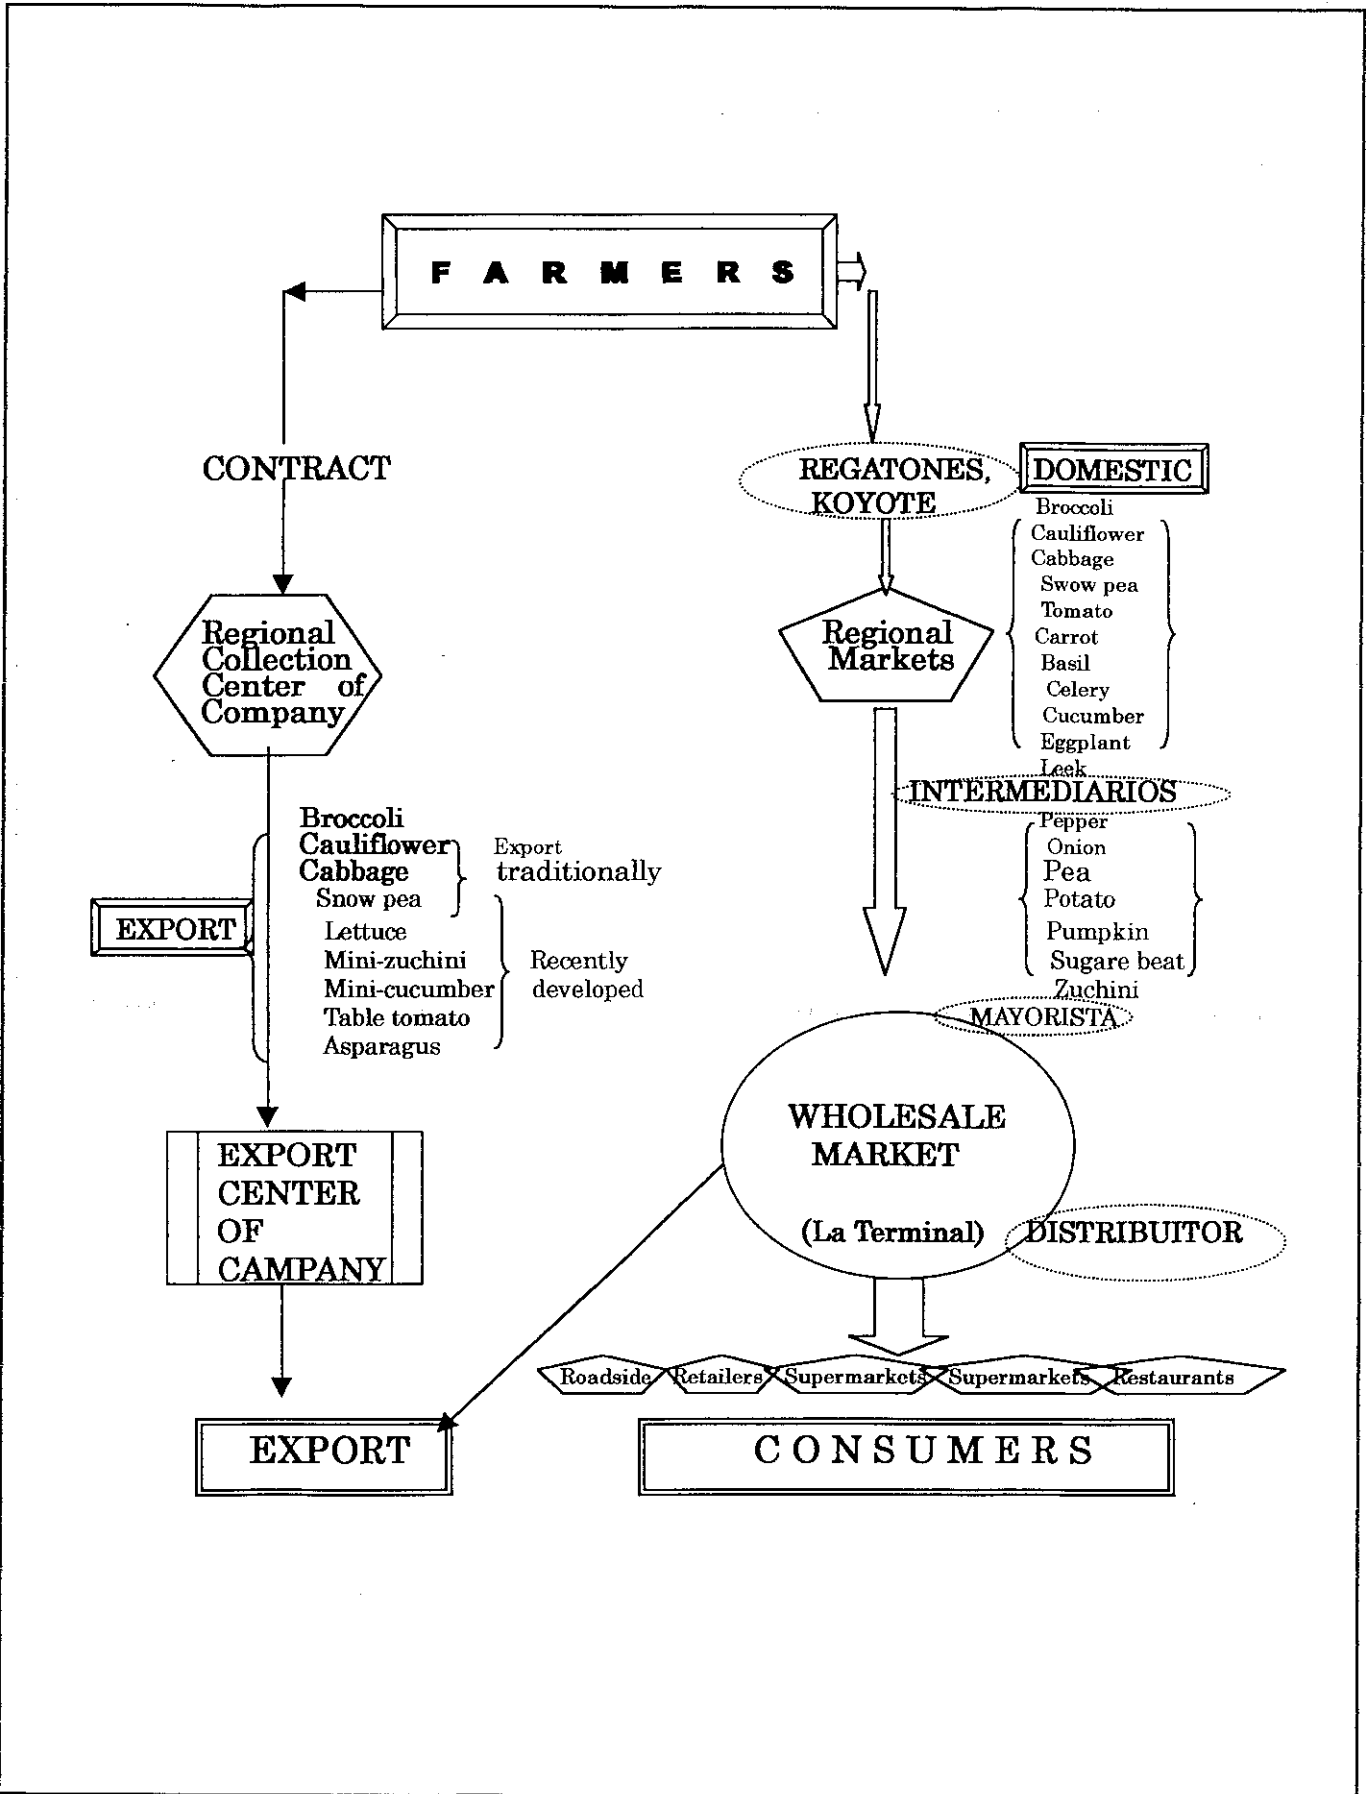 F A R M E R S
CONTRACT
REGATONES,
KOYOTE
DOMESTIC
Broccoli
Cauliflower
Cabbage
Swow pea
Tomato
Carrot
Basil
Celery
Cucumber
Eggplant
Leek
Regional
Collection
Center of
Company
Regional
Markets
INTERMEDIARIOS
Pepper
Onion
Pea
Potato
Pumpkin
Sugare beat
Zuchini
Broccoli
Cauliflower
Cabbage
Snow pea
Lettuce
Mini-zuchini
Mini-cucumber
Table tomato
Asparagus
Export
traditionally
Recently
developed
EXPORT
MAYORISTA
WHOLESALE
MARKET
(La Terminal)
DISTRIBUITOR
EXPORT
CENTER
OF
CAMPANY
Roadside
Retailers
Supermarkets
Supermarkets
Restaurants
EXPORT
C O N S U M E R S